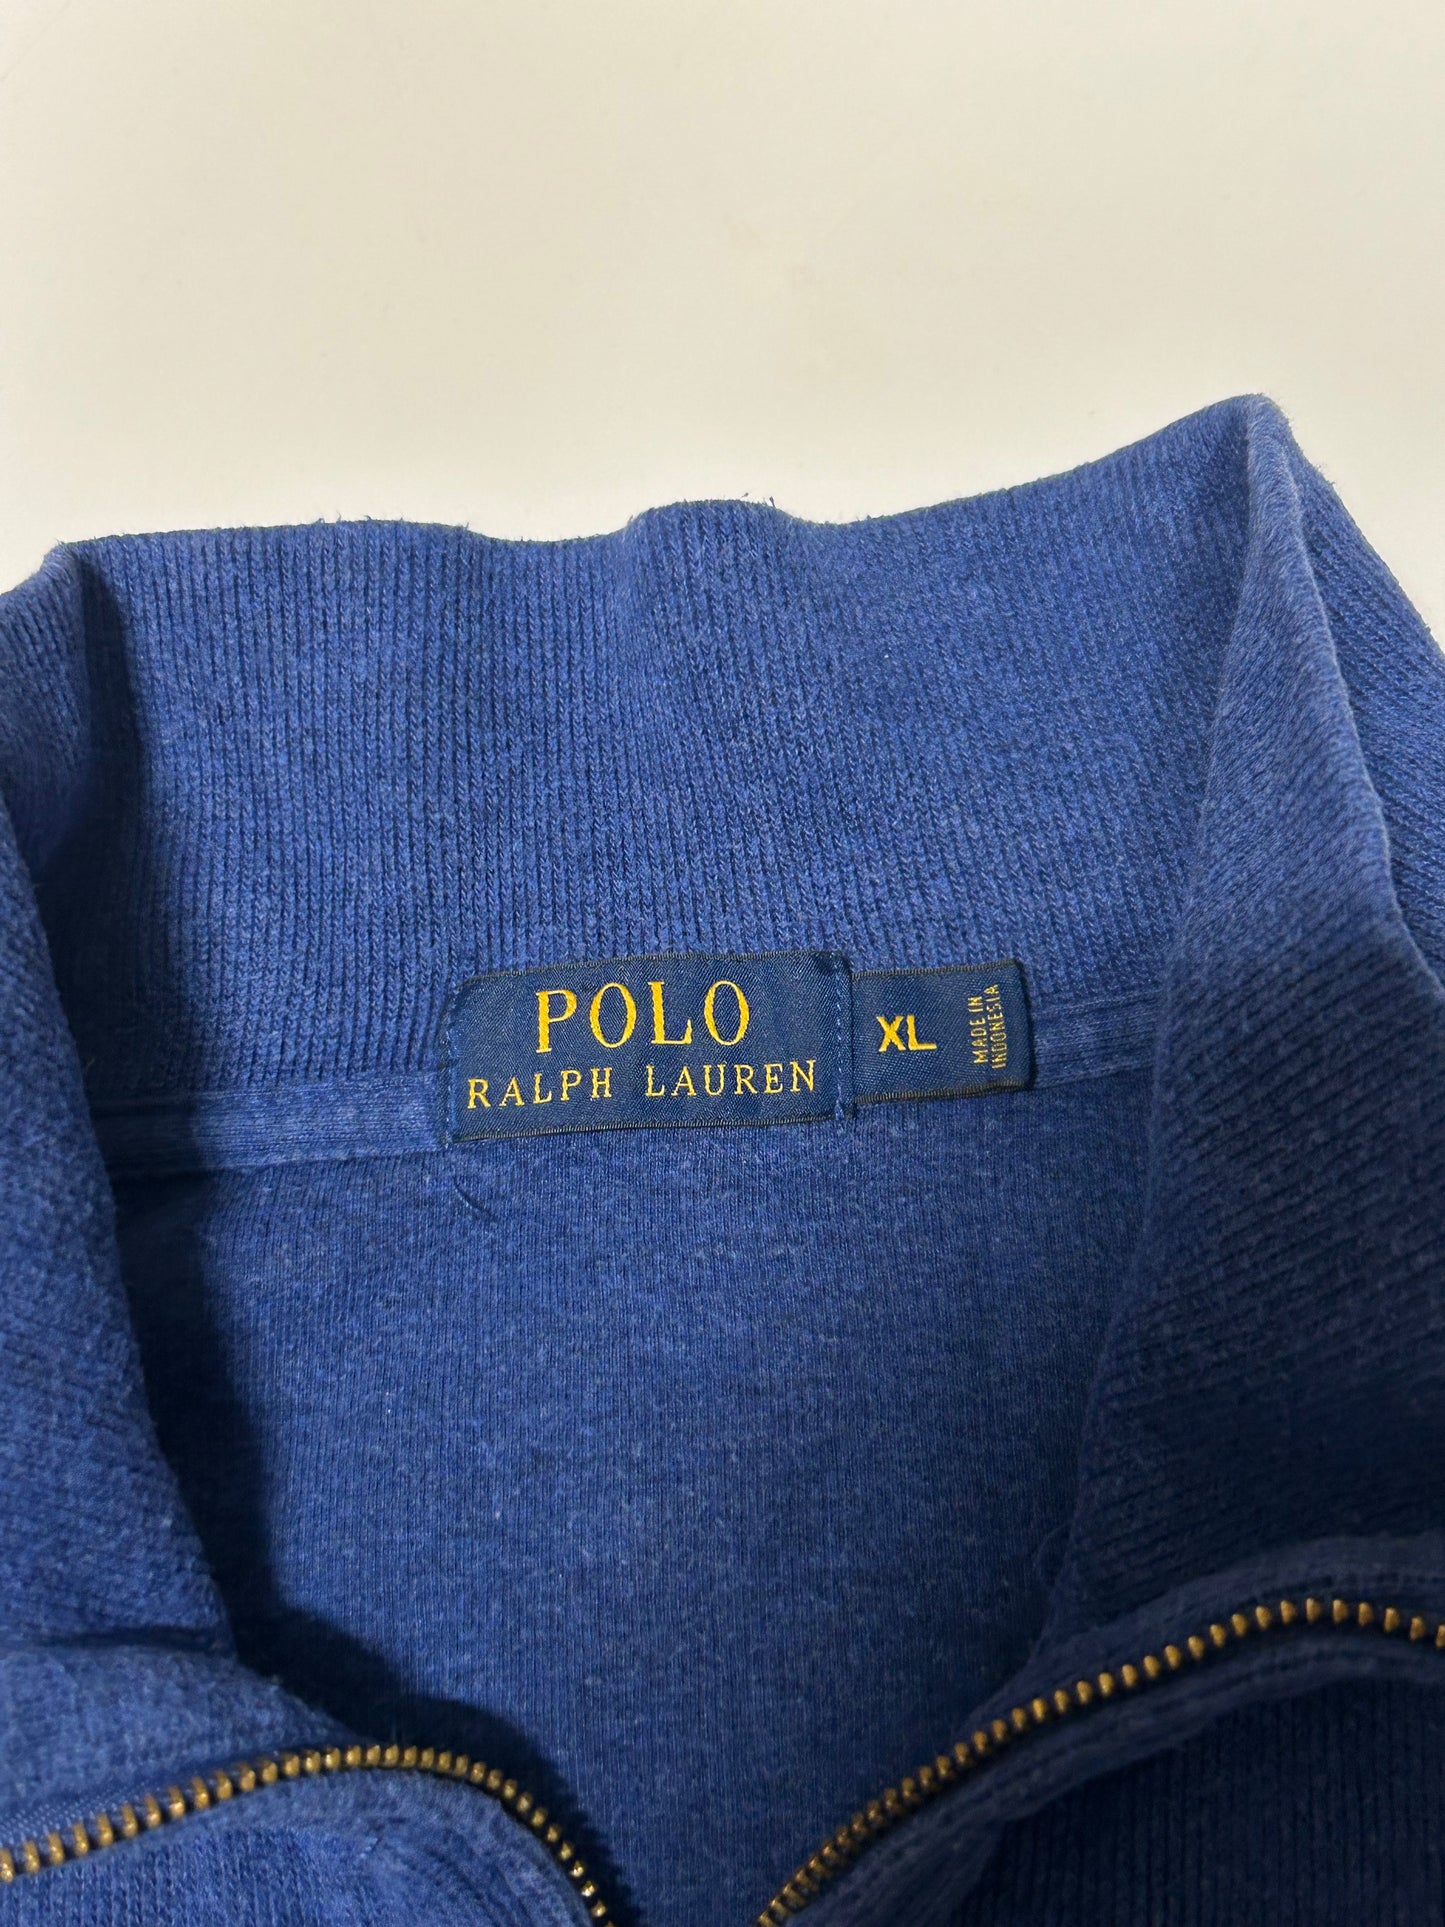 POLO
RALPH LAUREN
XL
MADE IN
INDONESIA